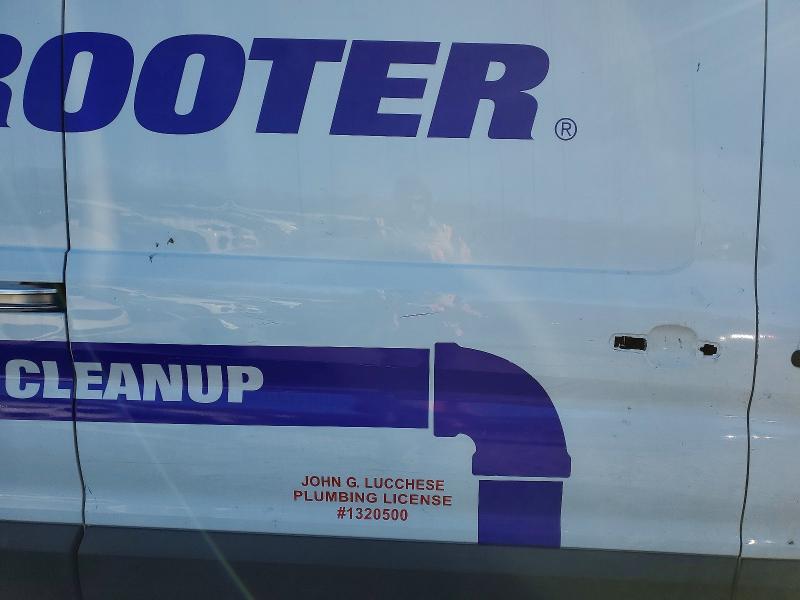 ROOTER®
CLEANUP
JOHN G. LUCCHESE
PLUMBING LICENSE
#1320500